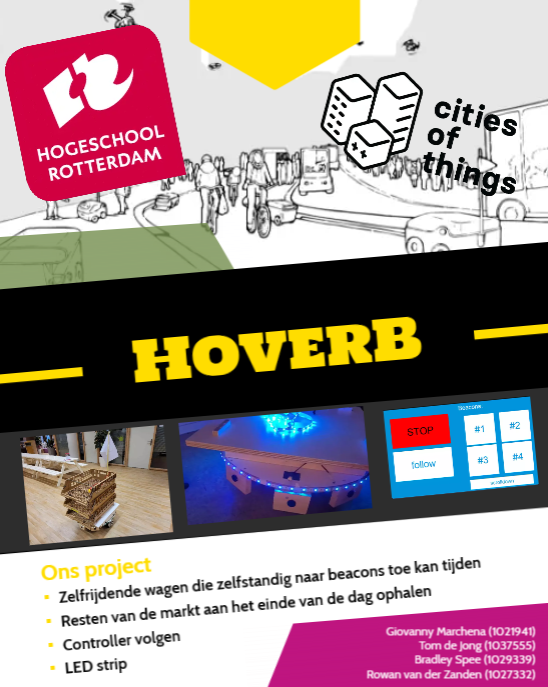 HOGESCHOOL
ROTTERDAM
cities
of
things
HOVERB
STOP
follow
Beacons
#1
#2
#3
#4
Ons project
Zelfrijdende wagen die zelfstandig naar beacons toe kan tijden
Resten van de markt aan het einde van de dag ophalen
Controller volgen
LED strip
Giovanny Marchena (1021941)
Tom de Jong (1037555)
Bradley Spee (1029339)
Rowan van der Zanden (1027332)